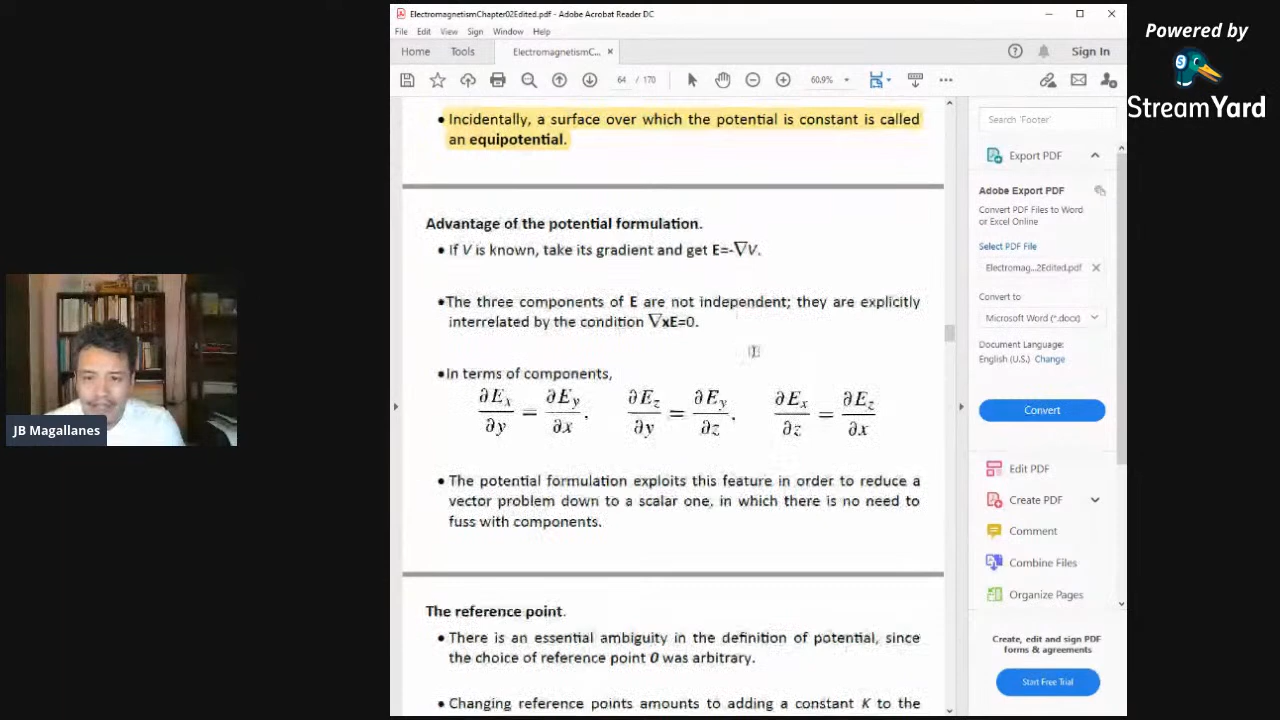 ElectromagnetismChapter02Edited.pdf - Adobe Acrobat Reader DC
File Edit View Sign Window Help
Home Tools ElectromagnetismC... × Sign In
64 / 170 60.9%
• Incidentally, a surface over which the potential is constant is called
an equipotential.
Advantage of the potential formulation.
• If V is known, take its gradient and get E=-∇V.
•The three components of E are not independent; they are explicitly
interrelated by the condition ∇xE=0.
•In terms of components,
∂Eₓ/∂y = ∂E_y/∂x, ∂E_z/∂y = ∂E_y/∂z, ∂Eₓ/∂z = ∂E_z/∂x
• The potential formulation exploits this feature in order to reduce a
vector problem down to a scalar one, in which there is no need to
fuss with components.
The reference point.
• There is an essential ambiguity in the definition of potential, since
the choice of reference point O was arbitrary.
• Changing reference points amounts to adding a constant K to the
Search 'Footer'
Export PDF
Adobe Export PDF
Convert PDF Files to Word
or Excel Online
Select PDF File
Electromag...2Edited.pdf ×
Convert to
Microsoft Word (*.docx)
Document Language:
English (U.S.) Change
Convert
Edit PDF
Create PDF
Comment
Combine Files
Organize Pages
Create, edit and sign PDF
forms & agreements
Start Free Trial
JB Magallanes
Powered by
StreamYard